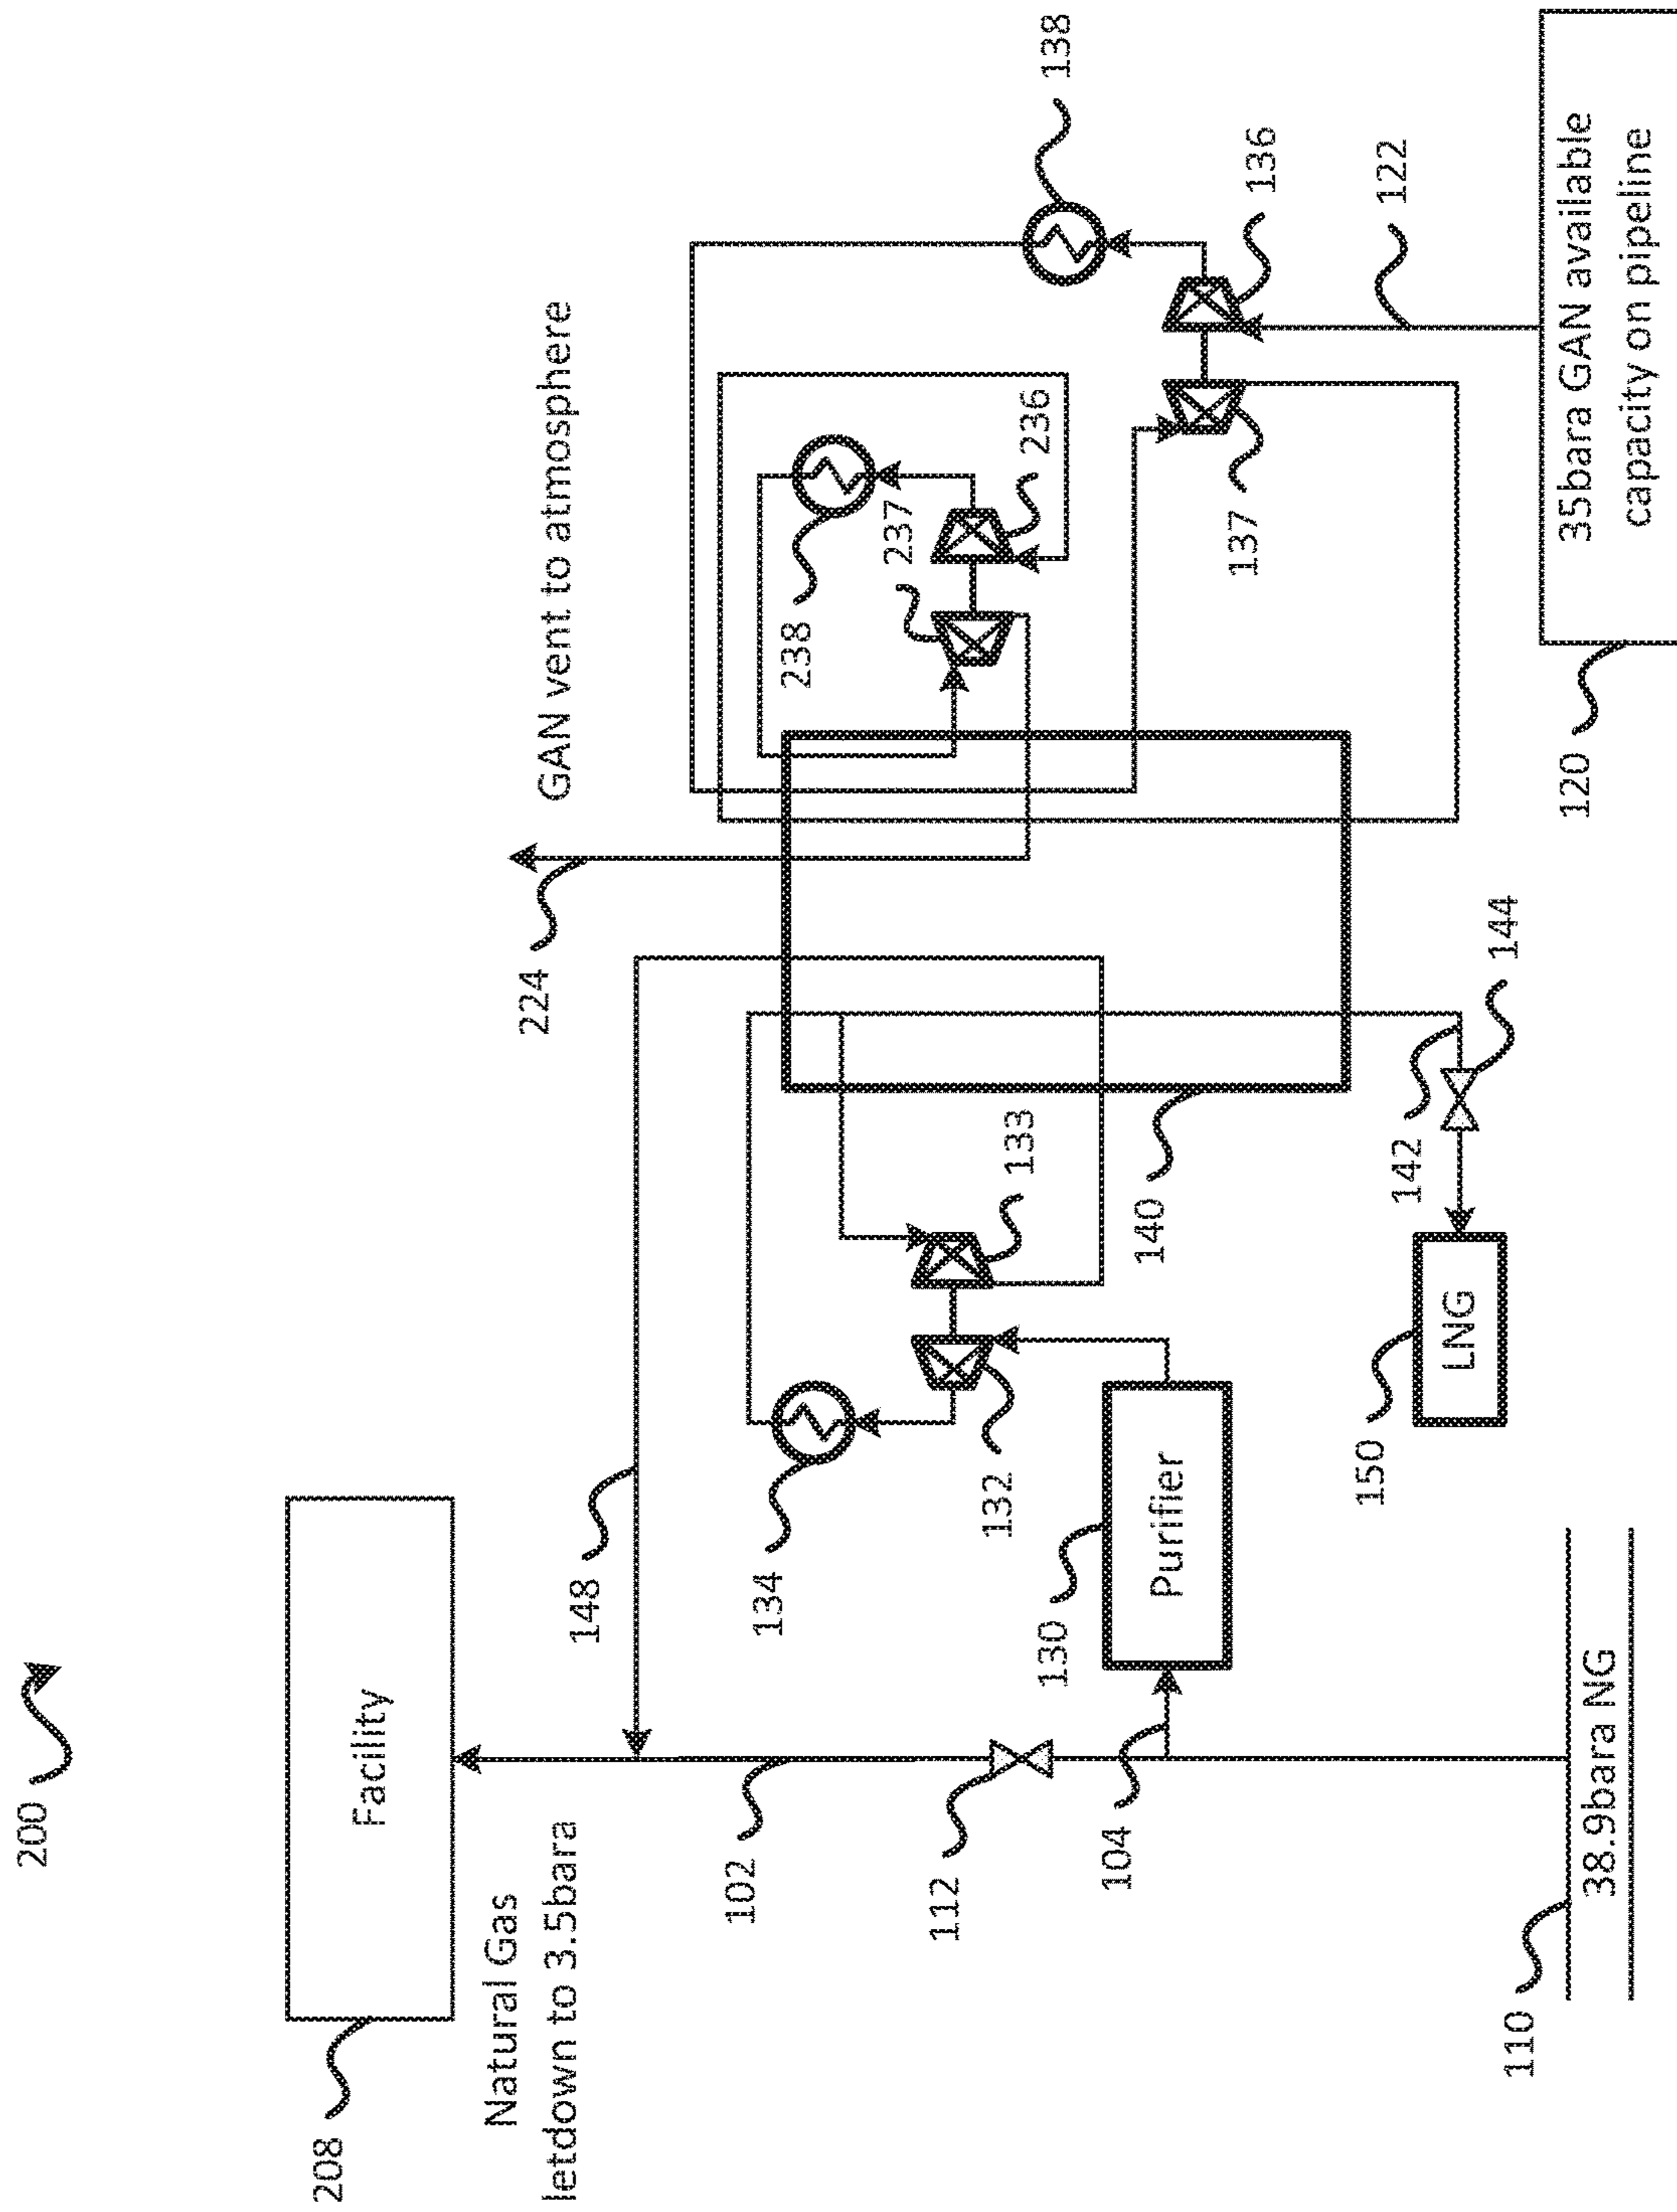 200
208
Facility
Natural Gas
letdown to 3.5bara
102
148
112
104
110
38.9bara NG
134
132
133
130
Purifier
150
LNG
142
144
140
224
GAN vent to atmosphere
238
237
236
138
136
137
122
120
35bara GAN available
capacity on pipeline